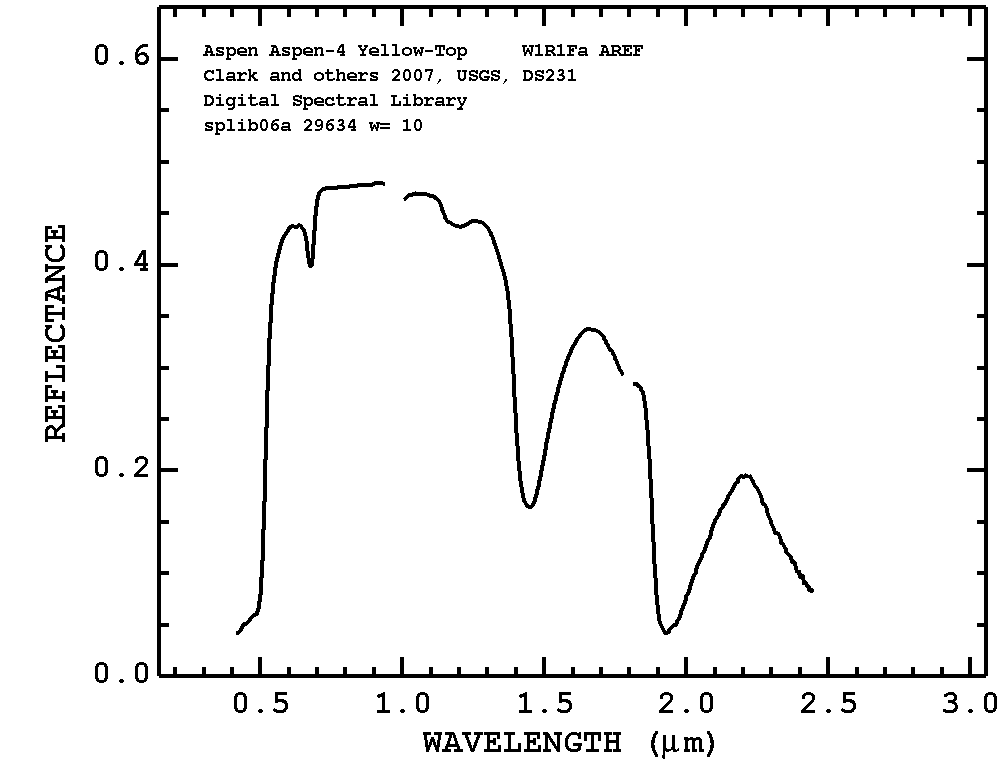 Aspen Aspen-4 Yellow-Top W1R1Fa AREF
Clark and others 2007, USGS, DS231
Digital Spectral Library
splib06a 29634 w= 10
REFLECTANCE
0.6
0.4
0.2
0.0
0.5 1.0 1.5 2.0 2.5 3.0
WAVELENGTH (μm)